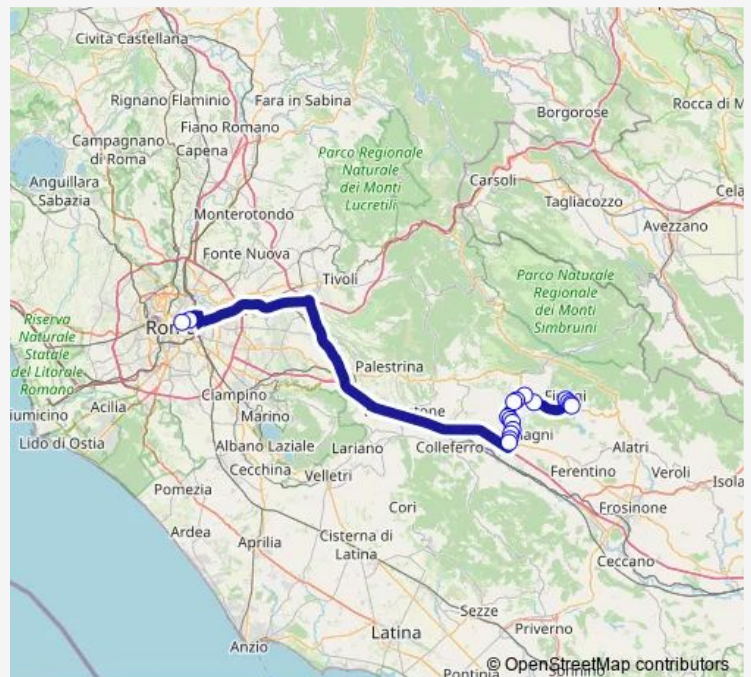 Civita Castellana
Rignano Flaminio
Fara in Sabina
Fiano Romano
Borgorose
Rocca di M
Campagnano
di Roma
Capena
Parco Regionale
Naturale
dei Monti
Lucretili
Carsoli
Cela
Anguillara
Sabazia
Tagliacozzo
Monterotondo
Avezzano
Fonte Nuova
Tivoli
Parco Naturale
Regionale
dei Monti
Simbruini
Riserva
Naturale
Statale
del Litorale
Romano
Palestrina
iumicino
Acilia
Ciampino
Marino
Lido di Ostia
Albano Laziale
Lariano
Colleferro
Alatri
Cecchina
Velletri
Ferentino
Veroli
Isola
Pomezia
Cori
Frosinone
Ardea
Aprilia
Cisterna di
Latina
Ceccano
Sezze
Priverno
Anzio
Latina
© OpenStreetMap contributors